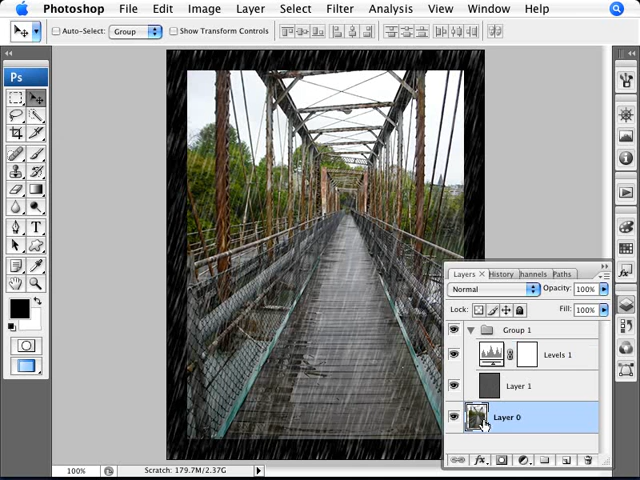 Photoshop File Edit Image Layer Select Filter Analysis View Window Help
Auto-Select: Group Show Transform Controls
Ps
Layers × History Channels Paths
Normal Opacity: 100%
Lock: Fill: 100%
Group 1
Levels 1
Layer 1
Layer 0
fx
100% Scratch: 179.7M/2.37G